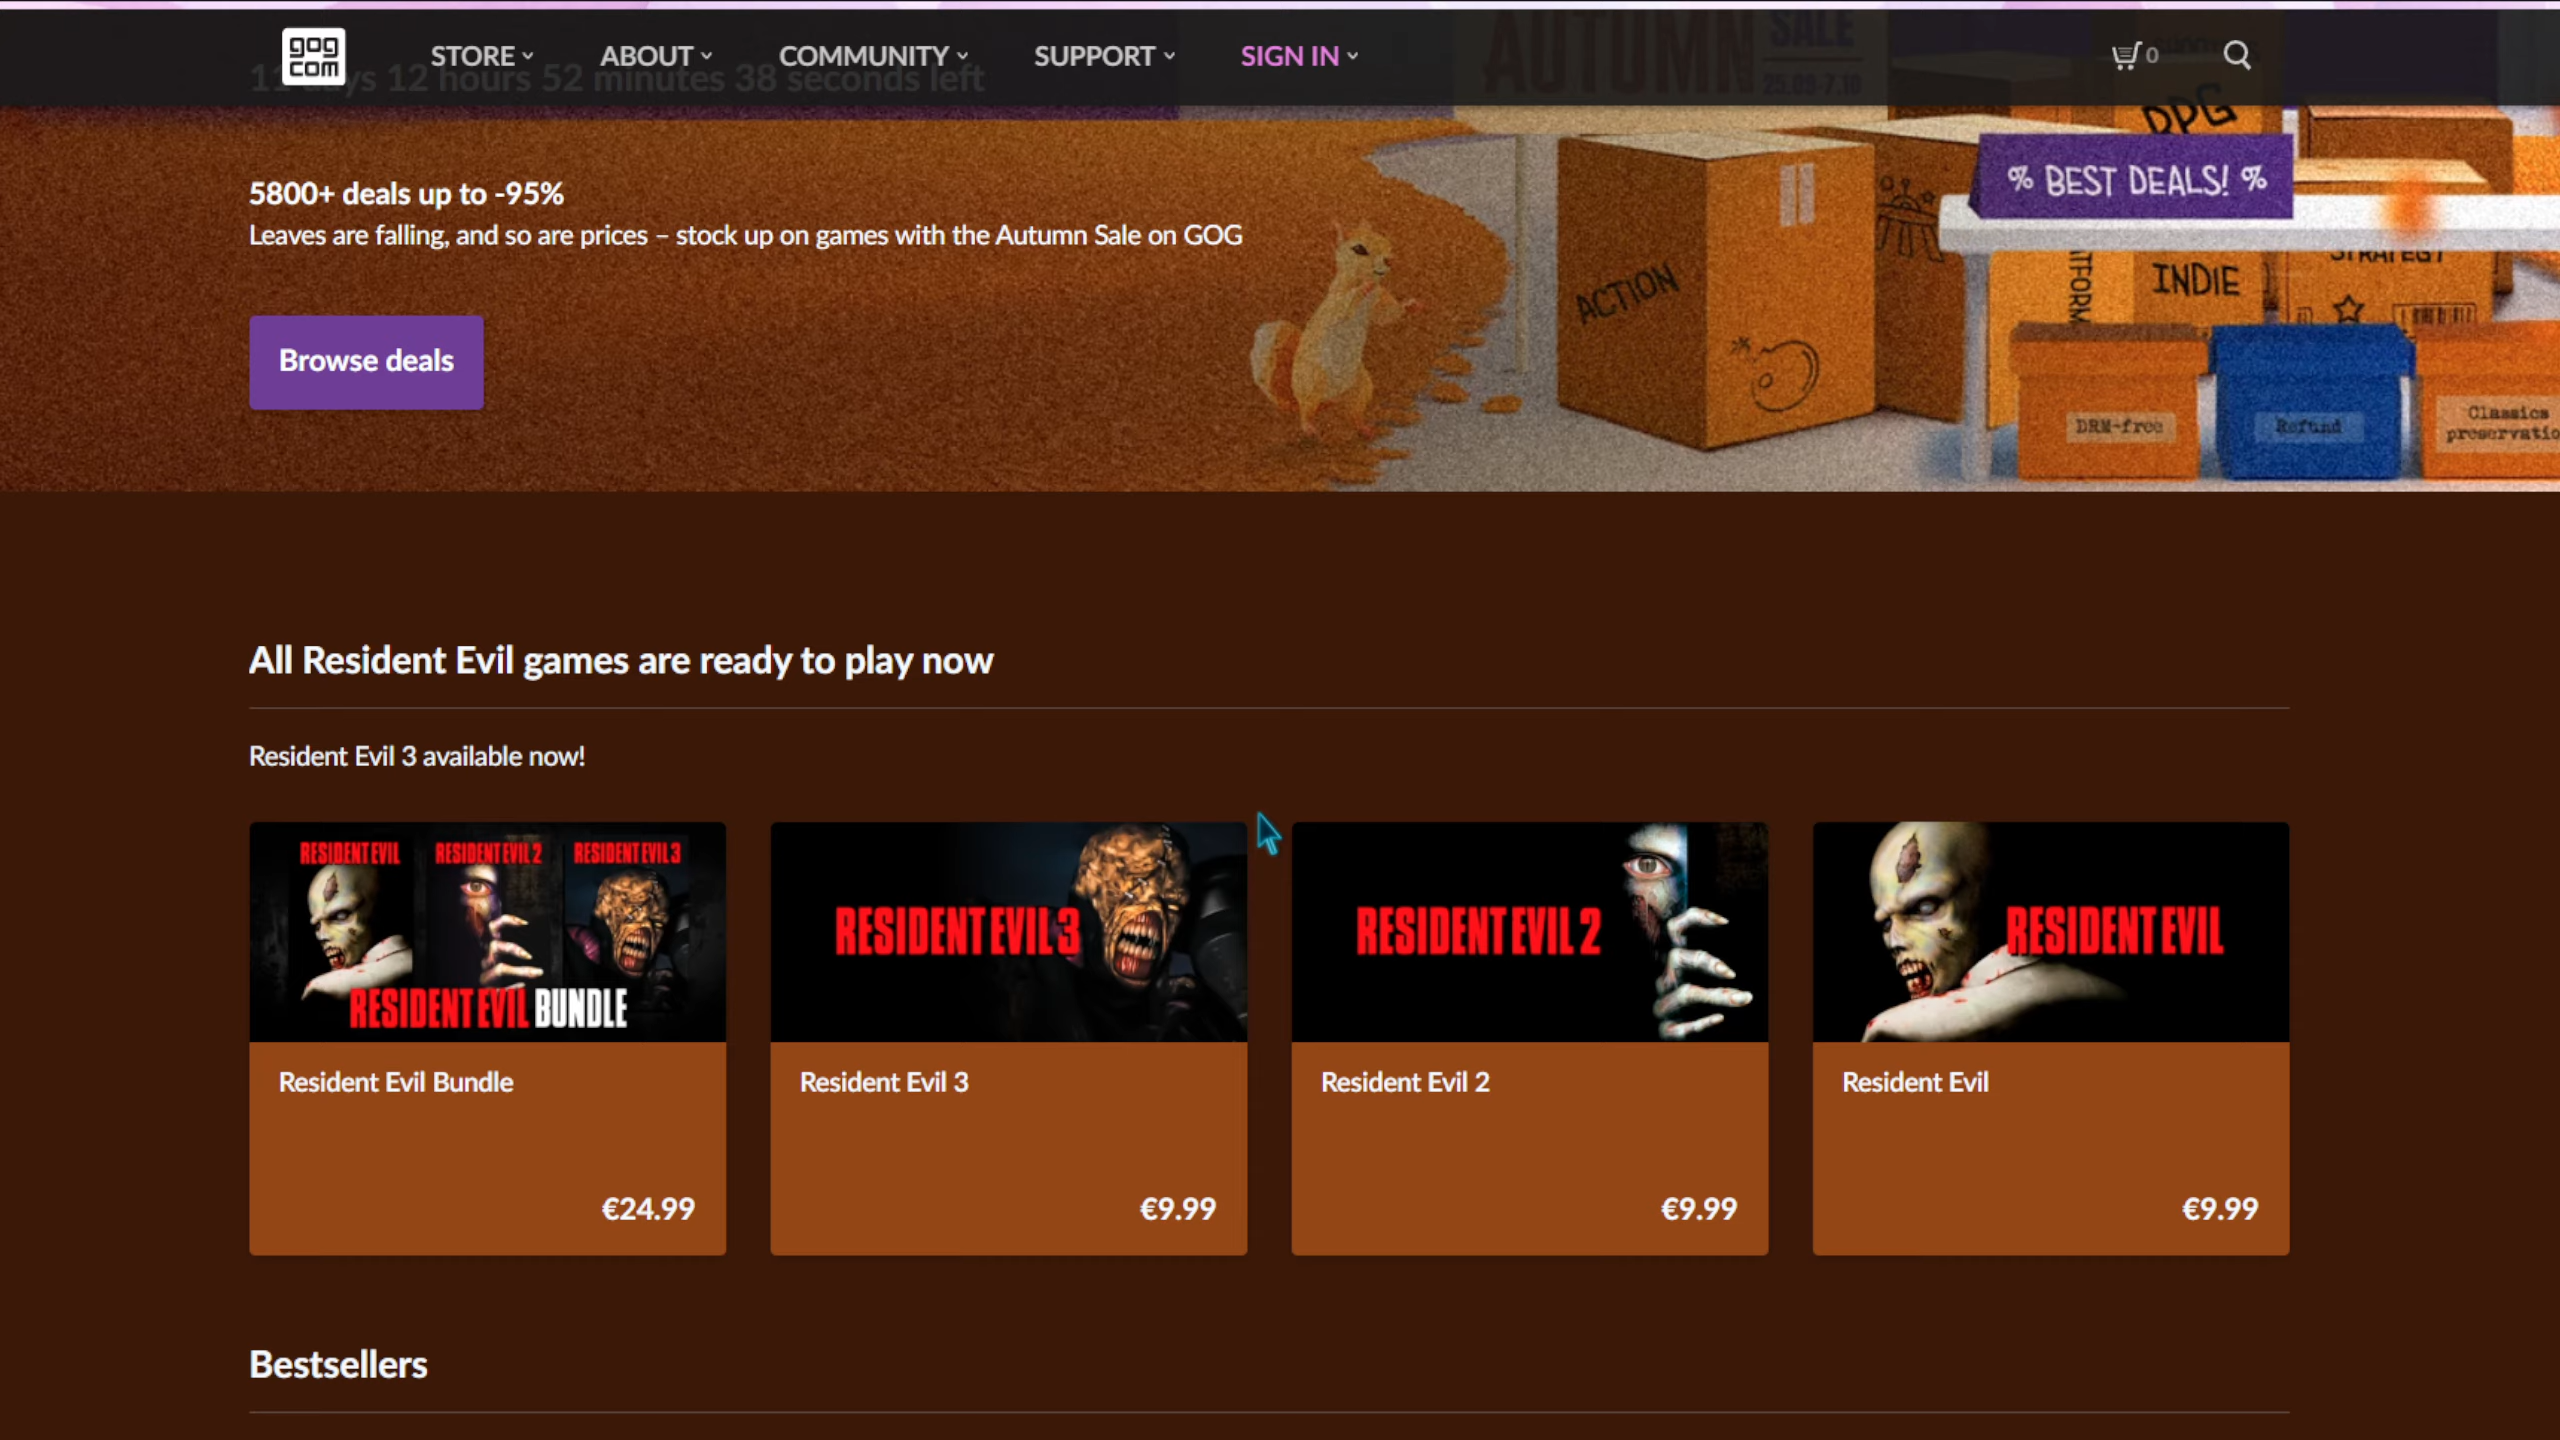 gog
com
STORE
ABOUT
COMMUNITY
SUPPORT
SIGN IN
0
AUTUMN
SALE
25.09-7.10
11 days 12 hours 52 minutes 38 seconds left
5800+ deals up to -95%
Leaves are falling, and so are prices – stock up on games with the Autumn Sale on GOG
Browse deals
% BEST DEALS! %
ACTION
INDIE
STRATEGY
DRM-free
Refund
Classics
All Resident Evil games are ready to play now
Resident Evil 3 available now!
RESIDENT EVIL
RESIDENT EVIL 2
RESIDENT EVIL 3
RESIDENT EVIL BUNDLE
RESIDENT EVIL 3
RESIDENT EVIL 2
RESIDENT EVIL
Resident Evil Bundle
Resident Evil 3
Resident Evil 2
Resident Evil
€24.99
€9.99
€9.99
€9.99
Bestsellers